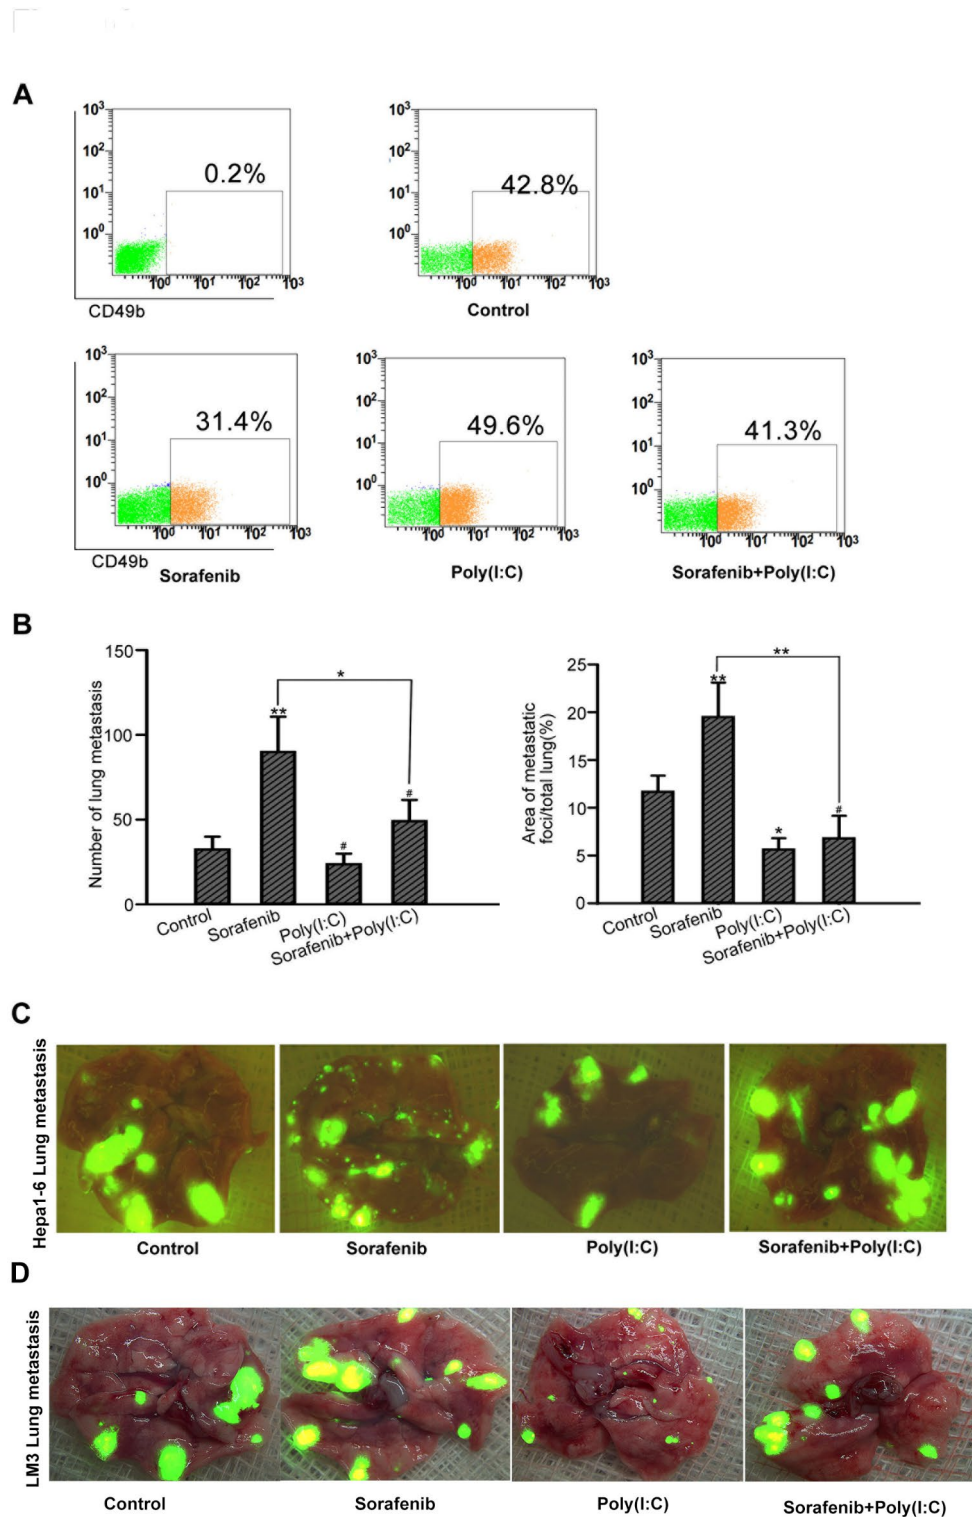 A
10³
10²
10¹
10⁰
0.2%
10⁰ 10¹ 10² 10³
CD49b
10³
10²
10¹
10⁰
42.8%
10⁰ 10¹ 10² 10³
Control
10³
10²
10¹
10⁰
31.4%
10⁰ 10¹ 10² 10³
CD49b
Sorafenib
10³
10²
10¹
10⁰
49.6%
10⁰ 10¹ 10² 10³
Poly(I:C)
10³
10²
10¹
10⁰
41.3%
10⁰ 10¹ 10² 10³
Sorafenib+Poly(I:C)
B
Number of lung metastasis
150
100
50
0
**
*
#
#
Control
Sorafenib
Poly(I:C)
Sorafenib+Poly(I:C)
Area of metastatic
foci/total lung(%)
25
20
15
10
5
0
**
**
*
#
Control
Sorafenib
Poly(I:C)
Sorafenib+Poly(I:C)
C
Hepa1-6 Lung metastasis
Control Sorafenib Poly(I:C) Sorafenib+Poly(I:C)
D
LM3 Lung metastasis
Control Sorafenib Poly(I:C) Sorafenib+Poly(I:C)